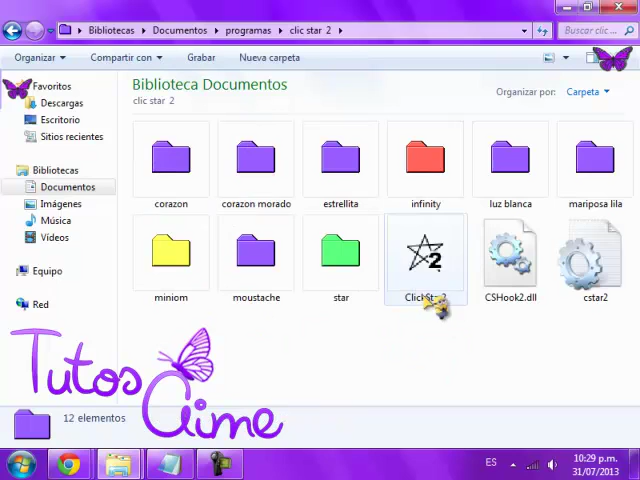 Bibliotecas
Documentos
programas
clic star 2
Buscar clic ...
Organizar
Compartir con
Grabar
Nueva carpeta
Favoritos
Descargas
Escritorio
Sitios recientes
Bibliotecas
Documentos
Imágenes
Música
Vídeos
Equipo
Red
Biblioteca Documentos
clic star 2
Organizar por:
Carpeta
corazon
corazon morado
estrellita
infinity
luz blanca
mariposa lila
miniom
moustache
star
2
CSHook2.dll
cstar2
Tutos
Aime
12 elementos
ES
10:29 p.m.
31/07/2013